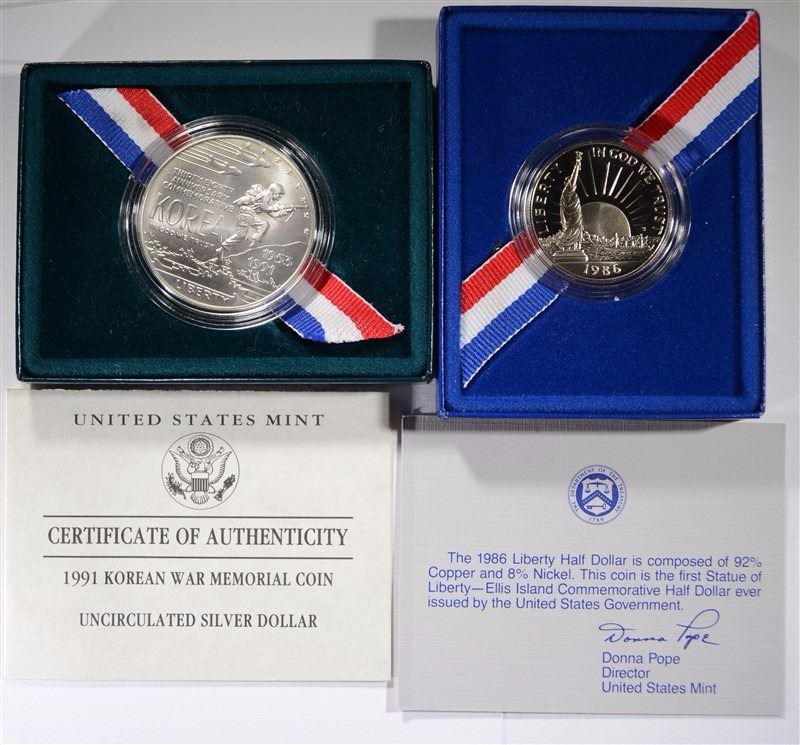 THIRTY-EIGHTH
ANNIVERSARY
COMMEMORATIVE
KOREA
IN GOD WE TRUST
1953
1991
LIBERTY
LIBERTY
IN GOD WE TRUST
1986
UNITED STATES MINT
CERTIFICATE OF AUTHENTICITY
1991 KOREAN WAR MEMORIAL COIN
UNCIRCULATED SILVER DOLLAR
THE DEPARTMENT OF THE TREASURY
1789
The 1986 Liberty Half Dollar is composed of 92%
Copper and 8% Nickel. This coin is the first Statue of
Liberty—Ellis Island Commemorative Half Dollar ever
issued by the United States Government.
Donna Pope
Donna Pope
Director
United States Mint